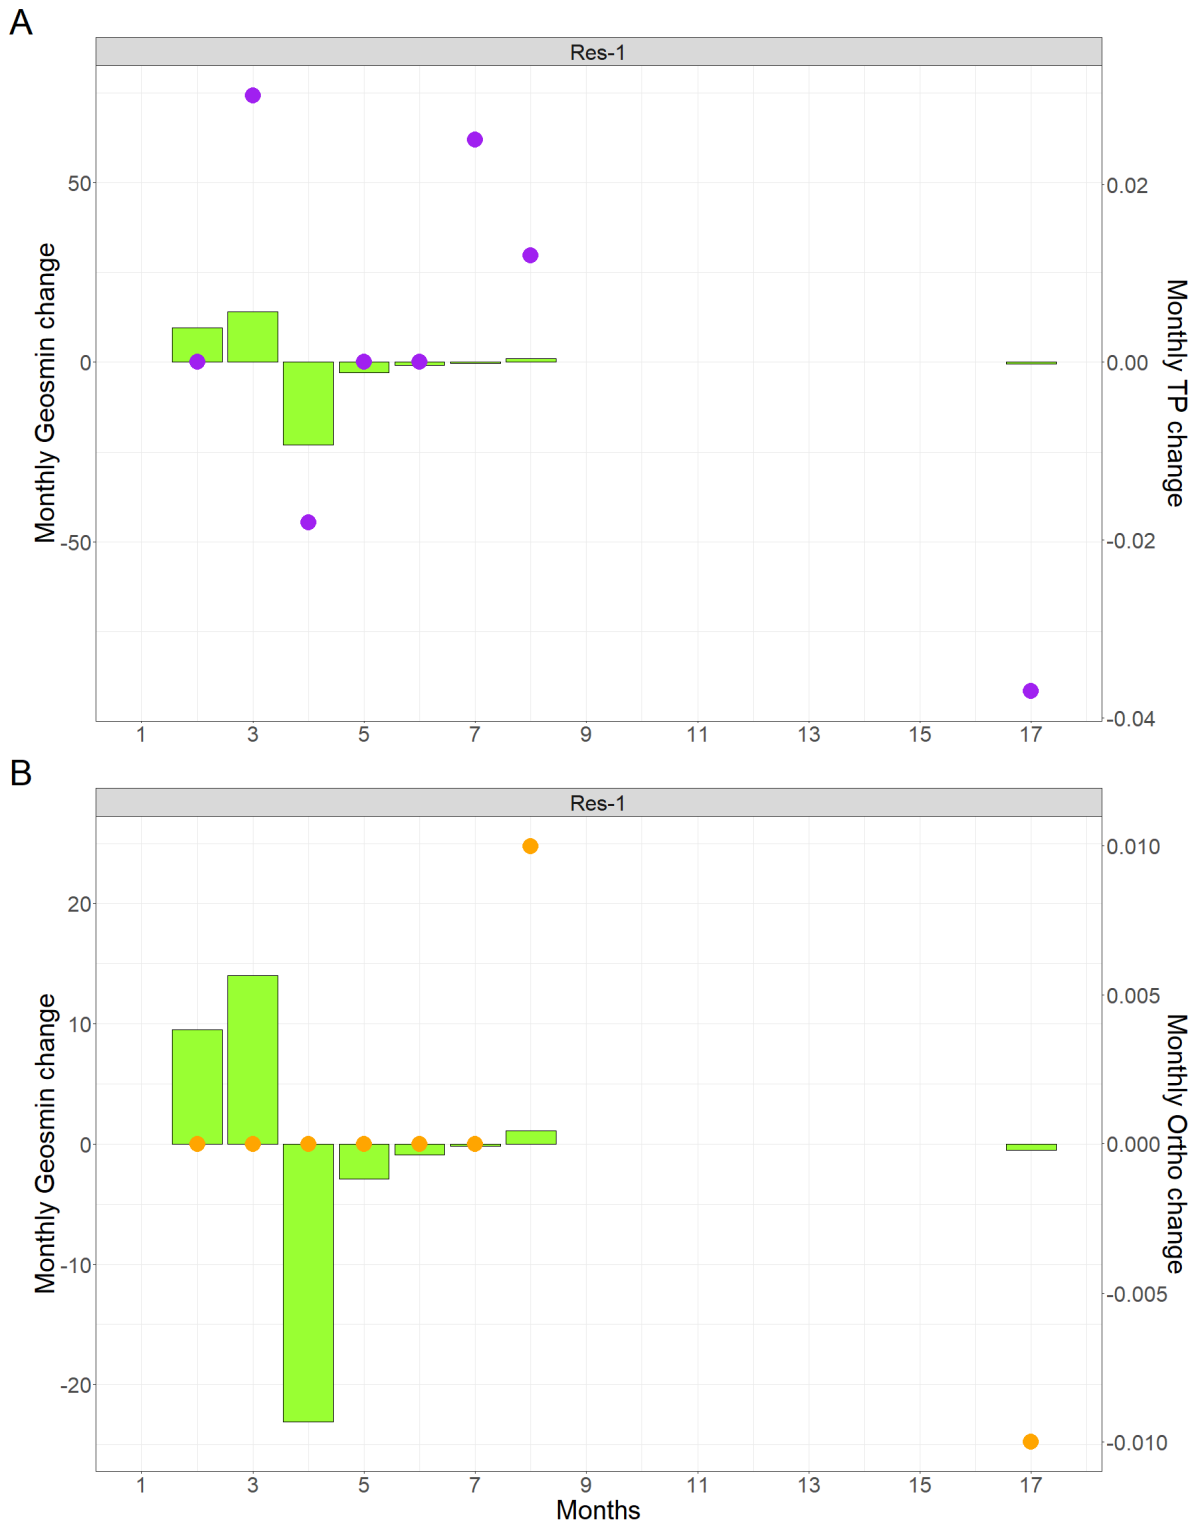 A
Res-1
Monthly Geosmin change
50
0
-50
Monthly TP change
0.02
0.00
-0.02
-0.04
1 3 5 7 9 11 13 15 17
B
Res-1
Monthly Geosmin change
20
10
0
-10
-20
Monthly Ortho change
0.010
0.005
0.000
-0.005
-0.010
1 3 5 7 9 11 13 15 17
Months